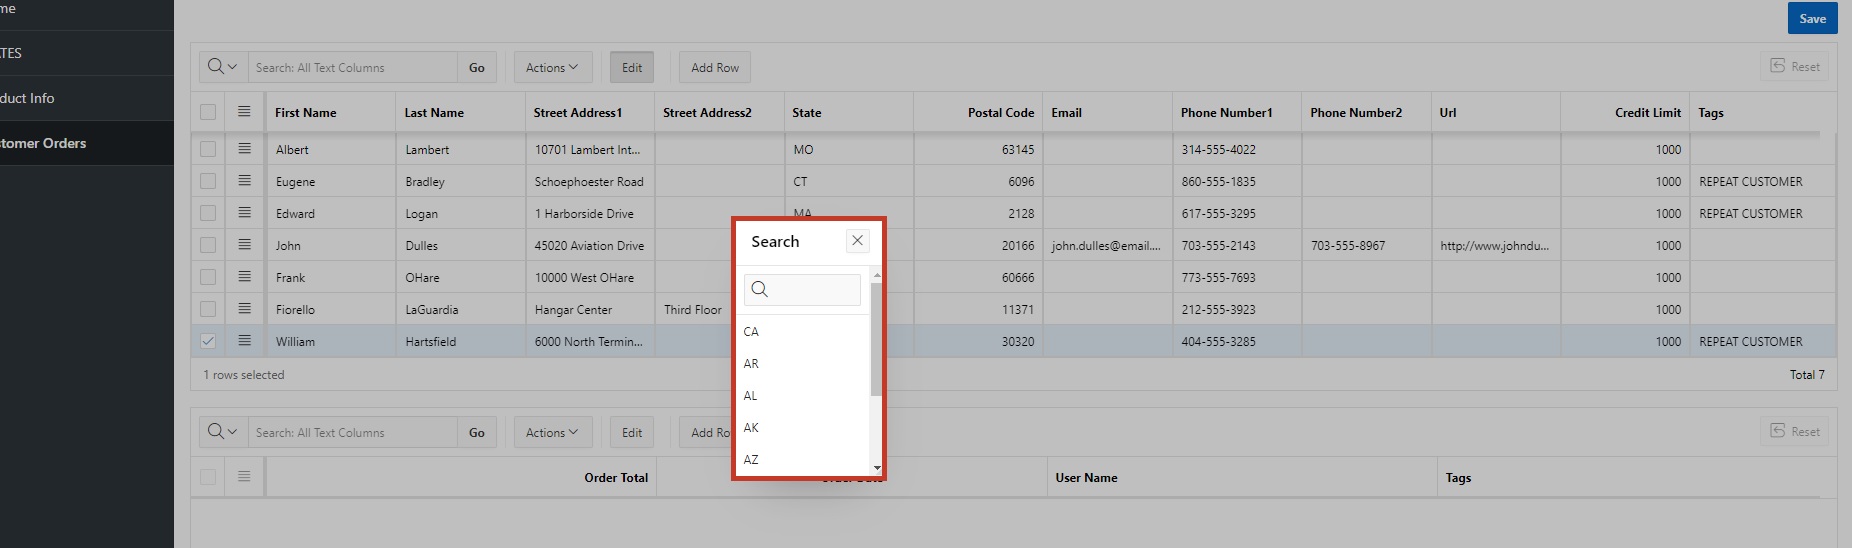 me
Save
ATES
Search: All Text Columns Go Actions Edit Add Row Reset
duct Info
First Name Last Name Street Address1 Street Address2 State Postal Code Email Phone Number1 Phone Number2 Url Credit Limit Tags
stomer Orders
Albert Lambert 10701 Lambert Int... MO 63145 314-555-4022 1000
Eugene Bradley Schoephoester Road CT 6096 860-555-1835 1000 REPEAT CUSTOMER
Edward Logan 1 Harborside Drive MA 2128 617-555-3295 1000 REPEAT CUSTOMER
John Dulles 45020 Aviation Drive 20166 john.dulles@email.... 703-555-2143 703-555-8967 http://www.johndu... 1000
Frank OHare 10000 West OHare 60666 773-555-7693 1000
Fiorello LaGuardia Hangar Center Third Floor 11371 212-555-3923 1000
William Hartsfield 6000 North Termin... 30320 404-555-3285 1000 REPEAT CUSTOMER
1 rows selected Total 7
Search
CA
AR
AL
AK
AZ
Search: All Text Columns Go Actions Edit Add Ro Reset
Order Total Order Date User Name Tags